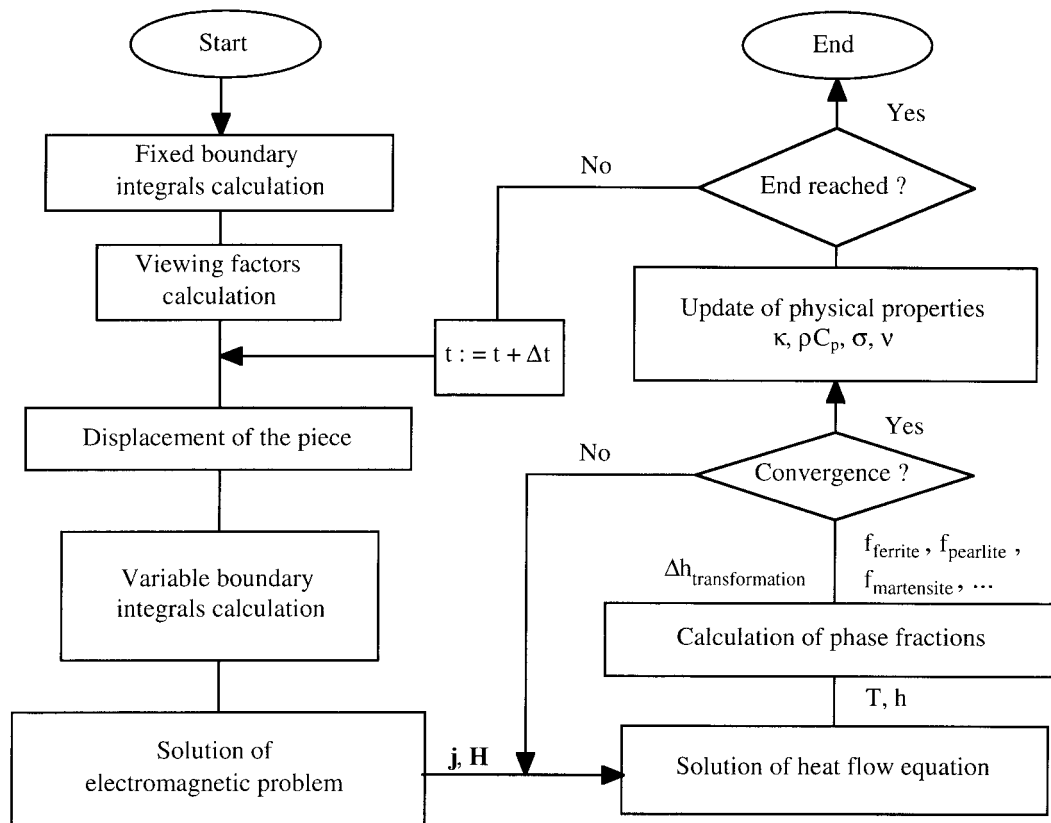 Start
Fixed boundary
integrals calculation
Viewing factors
calculation
t : = t + Δt
Displacement of the piece
Variable boundary
integrals calculation
Solution of
electromagnetic problem
j, H
End
Yes
No
End reached ?
Update of physical properties
κ, ρCp, σ, ν
Yes
No
Convergence ?
Δhtransformation
fferrite , fpearlite ,
fmartensite , ...
Calculation of phase fractions
T, h
Solution of heat flow equation